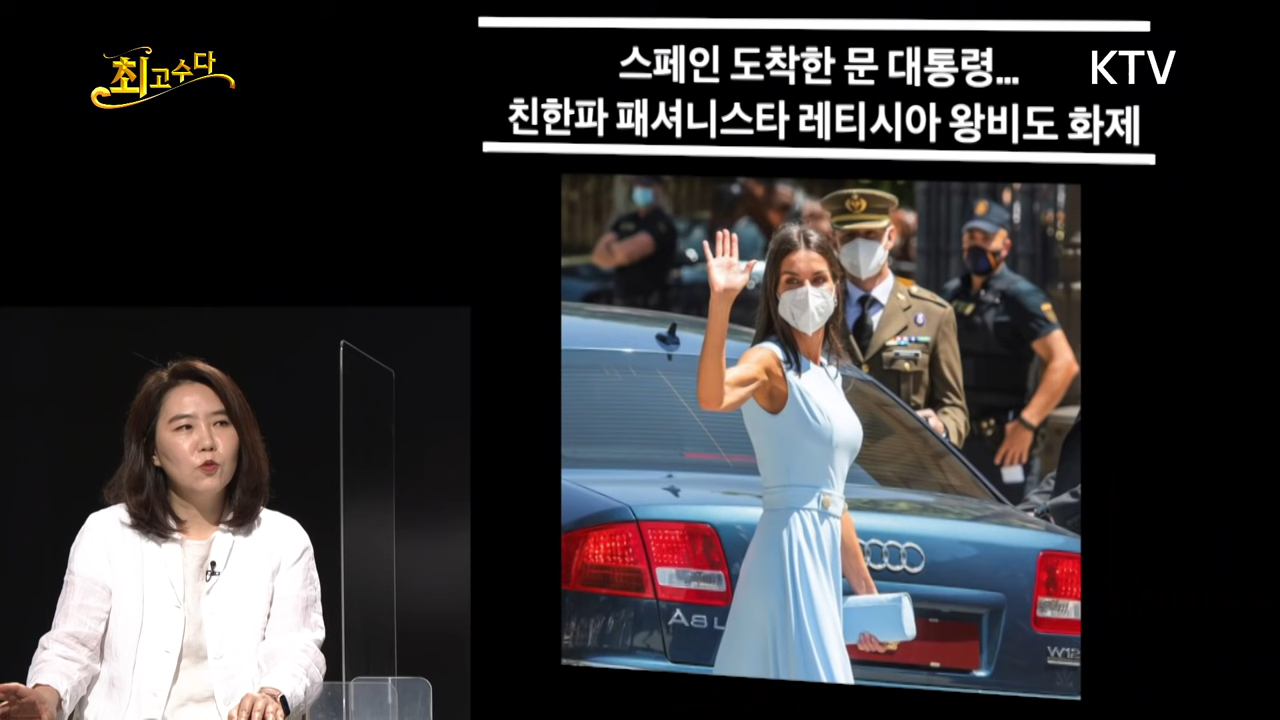 최고수다
KTV
스페인 도착한 문 대통령...
친한파 패셔니스타 레티시아 왕비도 화제
A8 L
W12